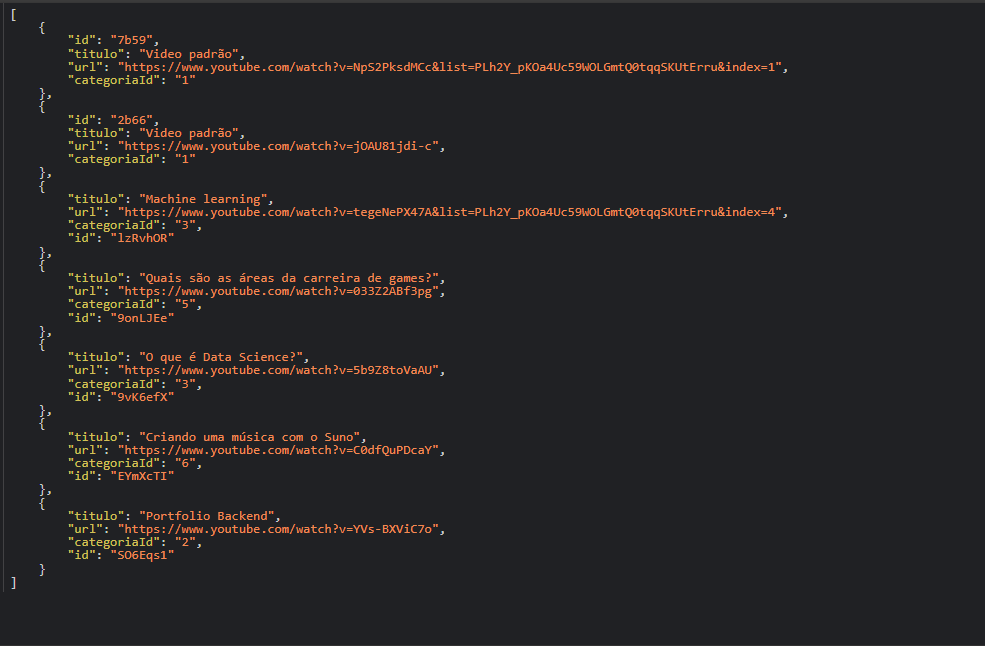 [
    {
        "id": "7b59",
        "titulo": "Video padrão",
        "url": "https://www.youtube.com/watch?v=NpS2PksdMCc&list=PLh2Y_pKOa4Uc59WOLGmtQ0tqqSKUtErru&index=1",
        "categoriaId": "1"
    },
    {
        "id": "2b66",
        "titulo": "Video padrão",
        "url": "https://www.youtube.com/watch?v=jOAU81jdi-c",
        "categoriaId": "1"
    },
    {
        "titulo": "Machine learning",
        "url": "https://www.youtube.com/watch?v=tegeNePX47A&list=PLh2Y_pKOa4Uc59WOLGmtQ0tqqSKUtErru&index=4",
        "categoriaId": "3",
        "id": "lzRvhOR"
    },
    {
        "titulo": "Quais são as áreas da carreira de games?",
        "url": "https://www.youtube.com/watch?v=033Z2ABf3pg",
        "categoriaId": "5",
        "id": "9onLJEe"
    },
    {
        "titulo": "O que é Data Science?",
        "url": "https://www.youtube.com/watch?v=5b9Z8toVaAU",
        "categoriaId": "3",
        "id": "9vK6efX"
    },
    {
        "titulo": "Criando uma música com o Suno",
        "url": "https://www.youtube.com/watch?v=C0dfQuPDcaY",
        "categoriaId": "6",
        "id": "EYmXcTI"
    },
    {
        "titulo": "Portfolio Backend",
        "url": "https://www.youtube.com/watch?v=YVs-BXViC7o",
        "categoriaId": "2",
        "id": "SO6Eqs1"
    }
]